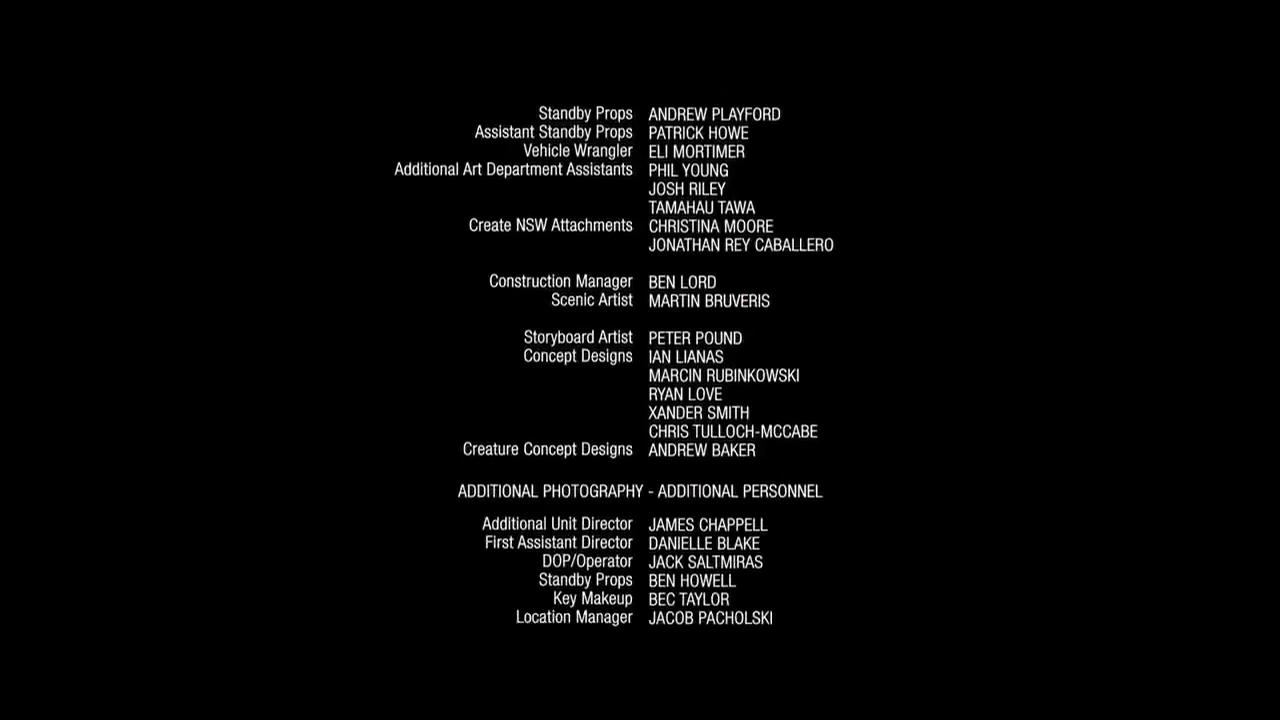 Standby Props ANDREW PLAYFORD
Assistant Standby Props PATRICK HOWE
Vehicle Wrangler ELI MORTIMER
Additional Art Department Assistants PHIL YOUNG
JOSH RILEY
TAMAHAU TAWA
Create NSW Attachments CHRISTINA MOORE
JONATHAN REY CABALLERO
Construction Manager BEN LORD
Scenic Artist MARTIN BRUVERIS
Storyboard Artist PETER POUND
Concept Designs IAN LIANAS
MARCIN RUBINKOWSKI
RYAN LOVE
XANDER SMITH
CHRIS TULLOCH-MCCABE
Creature Concept Designs ANDREW BAKER
ADDITIONAL PHOTOGRAPHY - ADDITIONAL PERSONNEL
Additional Unit Director JAMES CHAPPELL
First Assistant Director DANIELLE BLAKE
DOP/Operator JACK SALTMIRAS
Standby Props BEN HOWELL
Key Makeup BEC TAYLOR
Location Manager JACOB PACHOLSKI